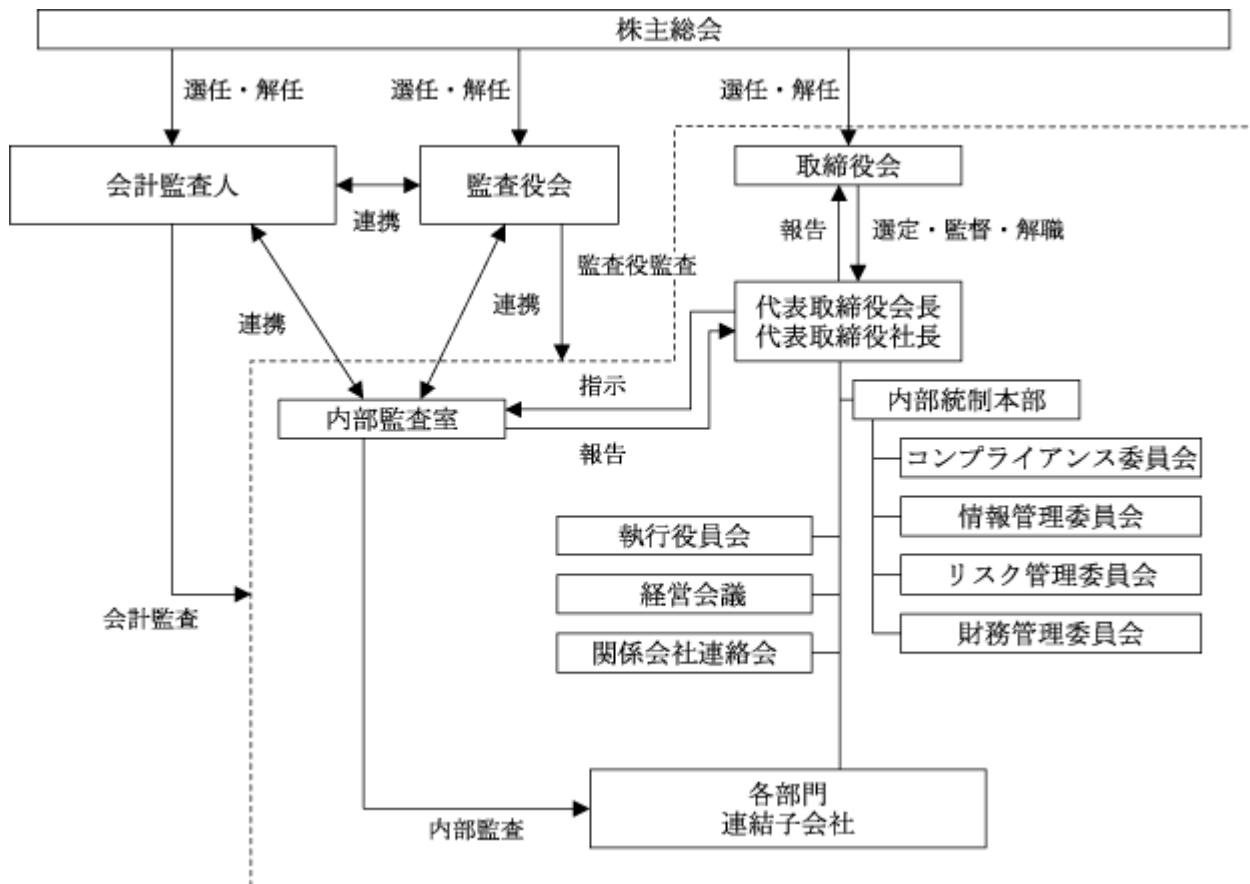 株主総会
選任・解任
選任・解任
選任・解任
会計監査人
連携
監査役会
取締役会
報告
選定・監督・解職
監査役監査
連携
連携
代表取締役会長
代表取締役社長
指示
内部監査室
報告
内部統制本部
コンプライアンス委員会
情報管理委員会
リスク管理委員会
財務管理委員会
執行役員会
経営会議
関係会社連絡会
会計監査
内部監査
各部門
連結子会社